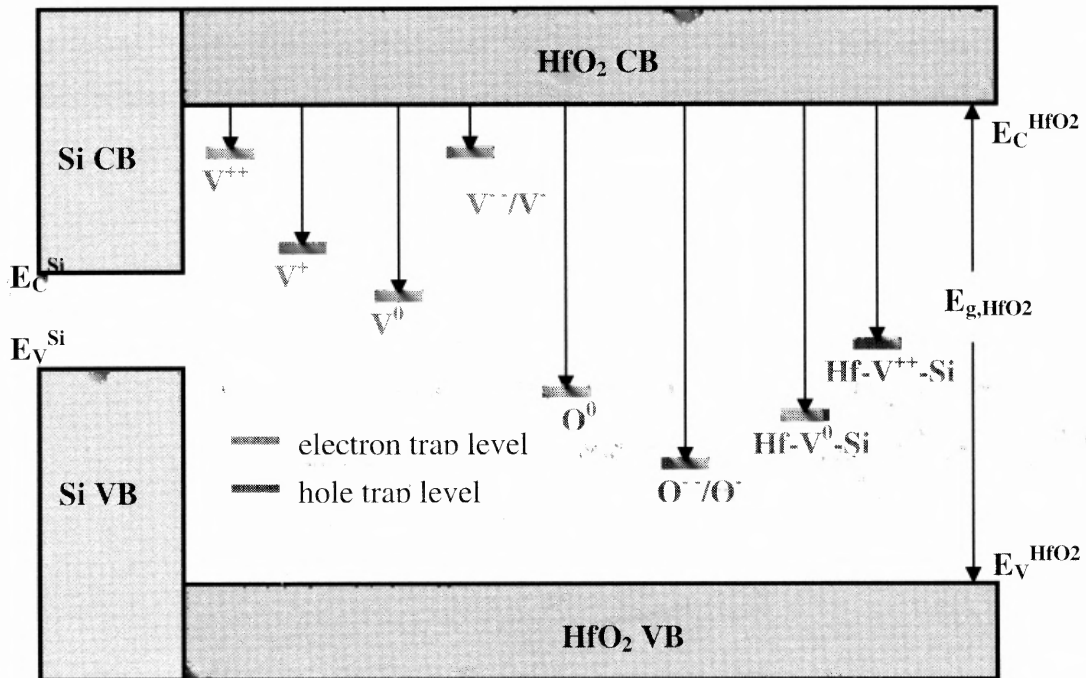 HfO₂ CB
E_C^HfO2
Si CB
V⁺⁺
V⁻⁻/V⁻
V⁺
E_C^Si
V⁰
E_g,HfO2
E_V^Si
Hf-V⁺⁺-Si
O⁰
Hf-V⁰-Si
electron trap level
O⁻⁻/O⁻
hole trap level
Si VB
E_V^HfO2
HfO₂ VB